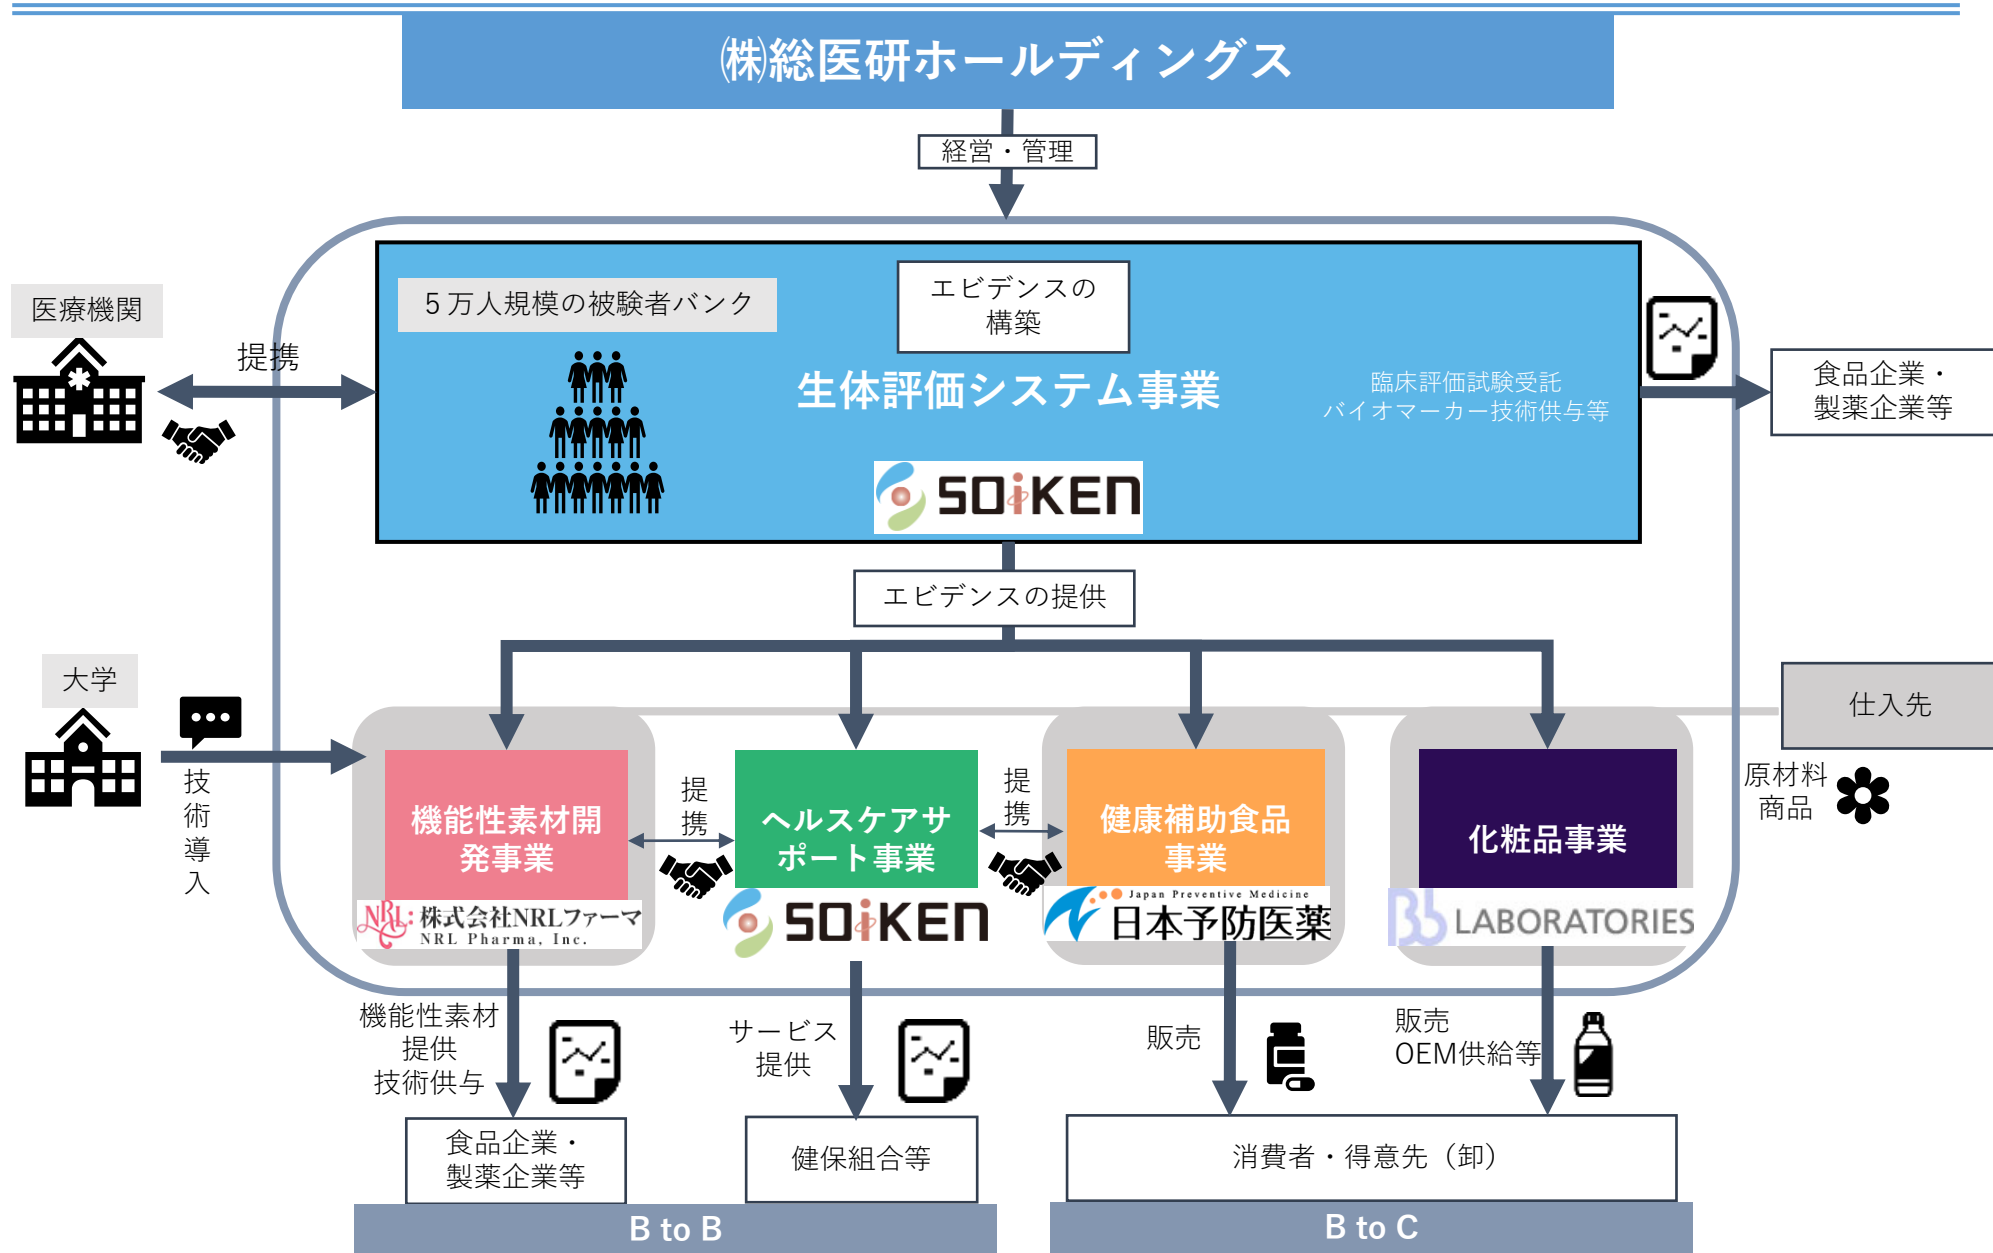 ㈱総医研ホールディングス
経営・管理
医療機関
提携
５万人規模の被験者バンク
エビデンスの
構築
生体評価システム事業
臨床評価試験受託
バイオマーカー技術供与等
SOiKEN
食品企業・
製薬企業等
エビデンスの提供
大学
技術導入
仕入先
原材料
商品
機能性素材開
発事業
NRL: 株式会社NRLファーマ
NRL Pharma, Inc.
提携
ヘルスケアサ
ポート事業
SOiKEN
提携
健康補助食品
事業
Japan Preventive Medicine
日本予防医薬
化粧品事業
Bb LABORATORIES
機能性素材
提供
技術供与
サービス
提供
販売
販売
OEM供給等
食品企業・
製薬企業等
健保組合等
消費者・得意先（卸）
B to B
B to C